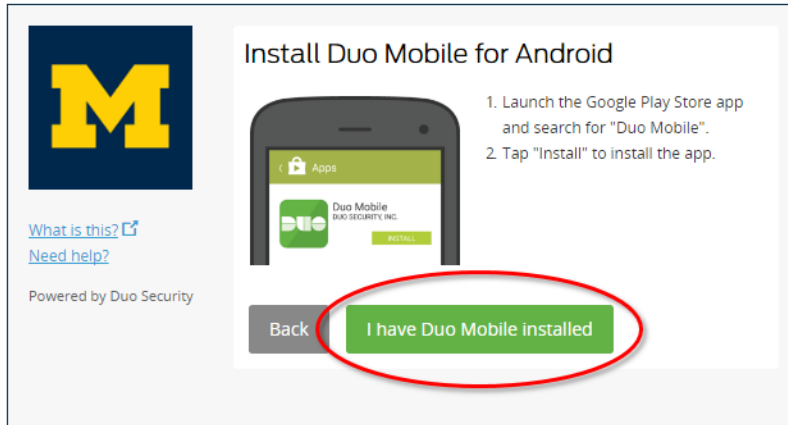 M
What is this?
Need help?
Powered by Duo Security
Install Duo Mobile for Android
1. Launch the Google Play Store app
and search for "Duo Mobile".
2. Tap "Install" to install the app.
Apps
DUO
Duo Mobile
DUO SECURITY, INC.
INSTALL
Back
I have Duo Mobile installed